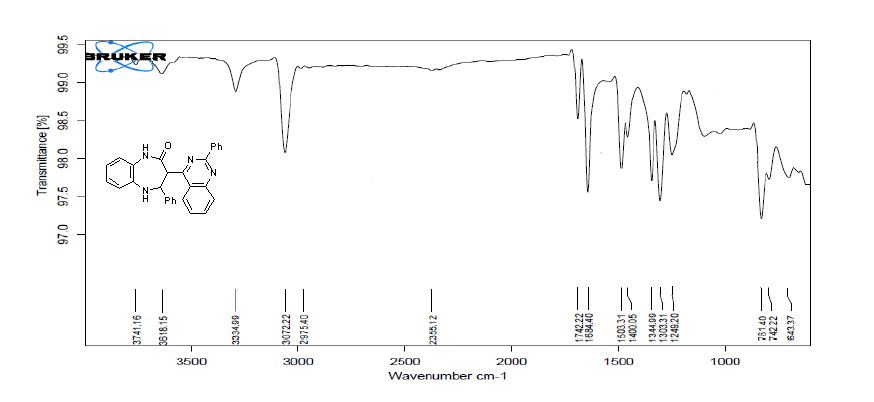 99.5
99.0
98.5
98.0
97.5
97.0
Transmittance [%]
BRUKER
H
N
O
Ph
N
N
N
H
Ph
3741.16
3618.15
3334.99
3072.22
2975.40
2355.12
1742.22
1684.40
1503.31
1400.05
1344.99
1303.31
1249.20
761.40
742.22
643.37
3500
3000
2500
2000
1500
1000
Wavenumber cm-1